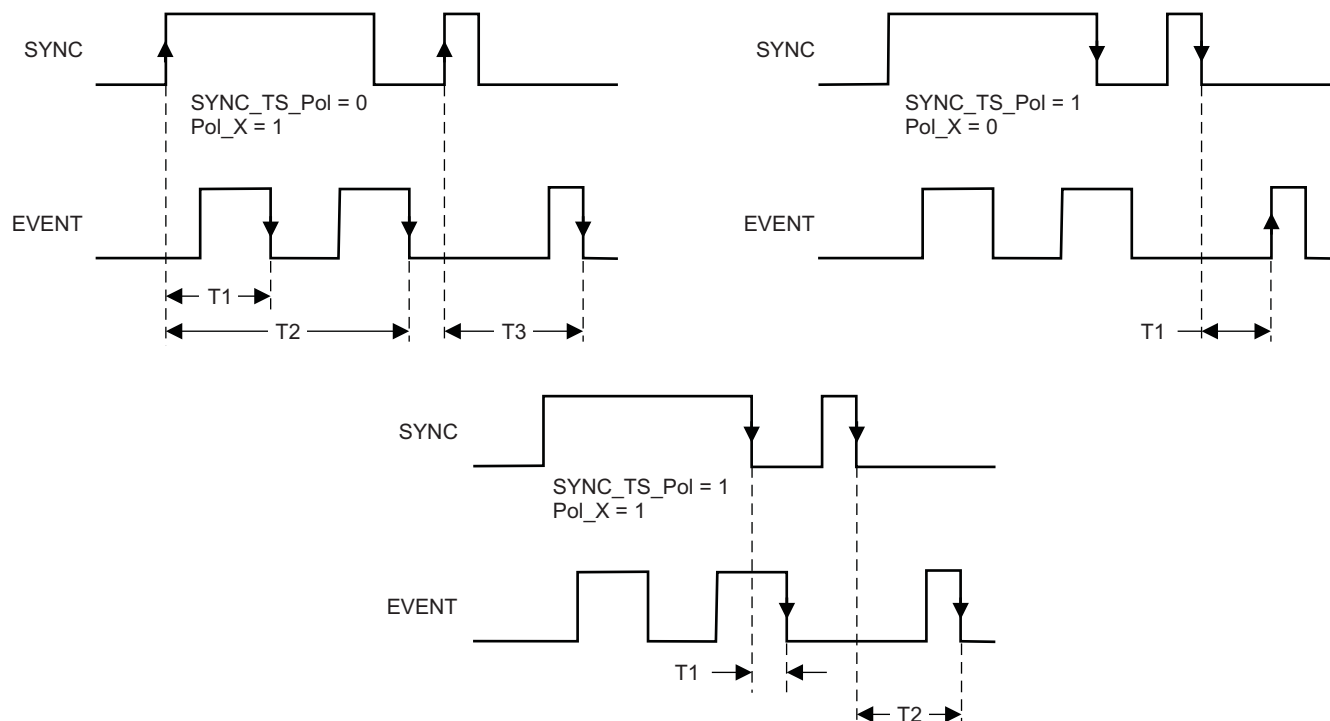 SYNC
SYNC_TS_Pol = 0
Pol_X = 1
EVENT
T1
T2
T3
SYNC
SYNC_TS_Pol = 1
Pol_X = 0
EVENT
T1
SYNC
SYNC_TS_Pol = 1
Pol_X = 1
EVENT
T1
T2